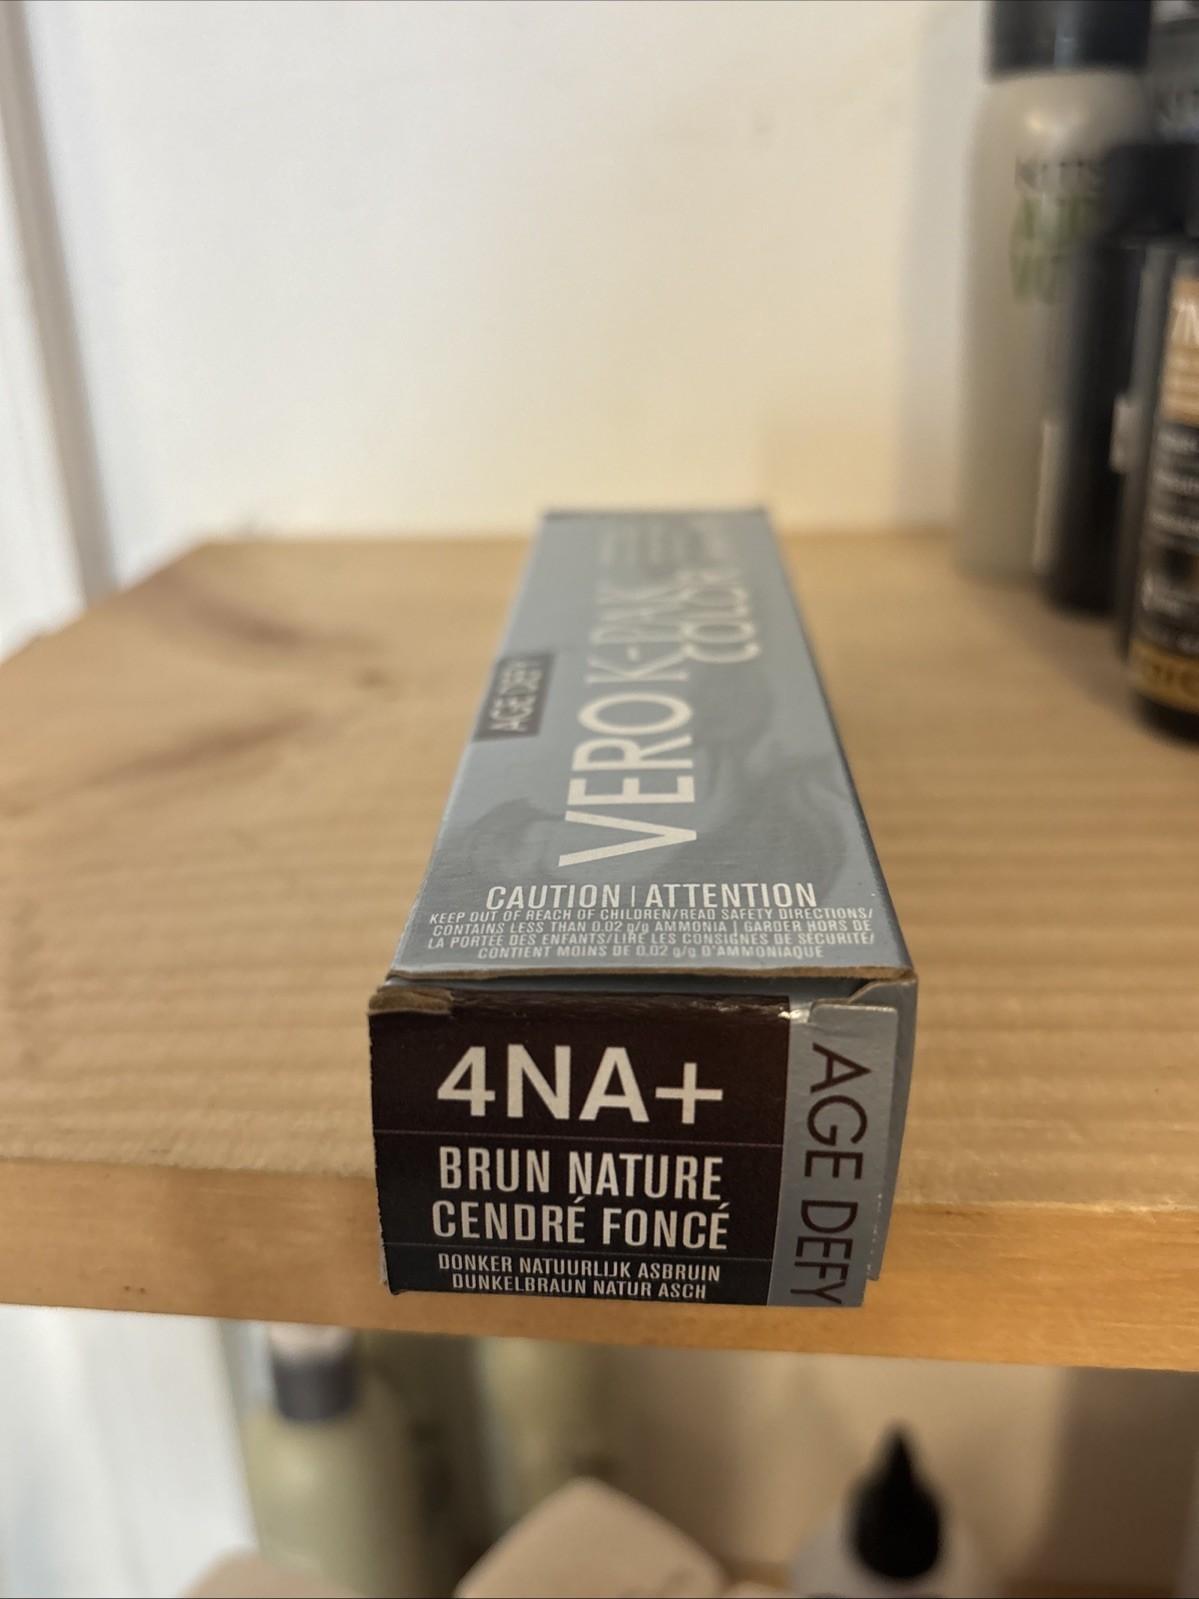 AGE DEFY
VERO K-PAK
color
CAUTION | ATTENTION
KEEP OUT OF REACH OF CHILDREN/READ SAFETY DIRECTIONS/
CONTAINS LESS THAN 0.02 g/g AMMONIA | GARDER HORS DE
LA PORTÉE DES ENFANTS/LIRE LES CONSIGNES DE SÉCURITÉ/
CONTIENT MOINS DE 0.02 g/g D'AMMONIAQUE
4NA+
BRUN NATURE
CENDRÉ FONCÉ
DONKER NATUURLIJK ASBRUIN
DUNKELBRAUN NATUR ASCH
AGE DEFY